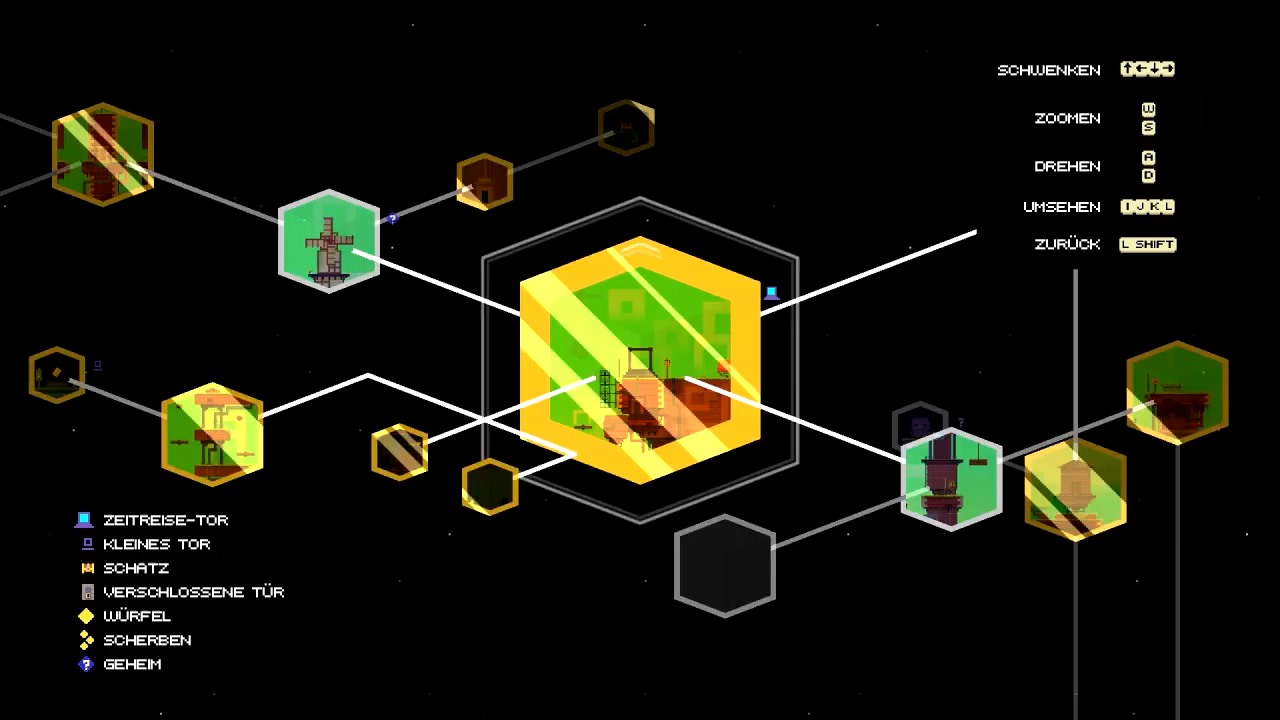 SCHWENKEN ↑←↓→
ZOOMEN W S
DREHEN A D
UMSEHEN I J K L
ZURÜCK L SHIFT
ZEITREISE-TOR
KLEINES TOR
SCHATZ
VERSCHLOSSENE TÜR
WÜRFEL
SCHERBEN
? GEHEIM